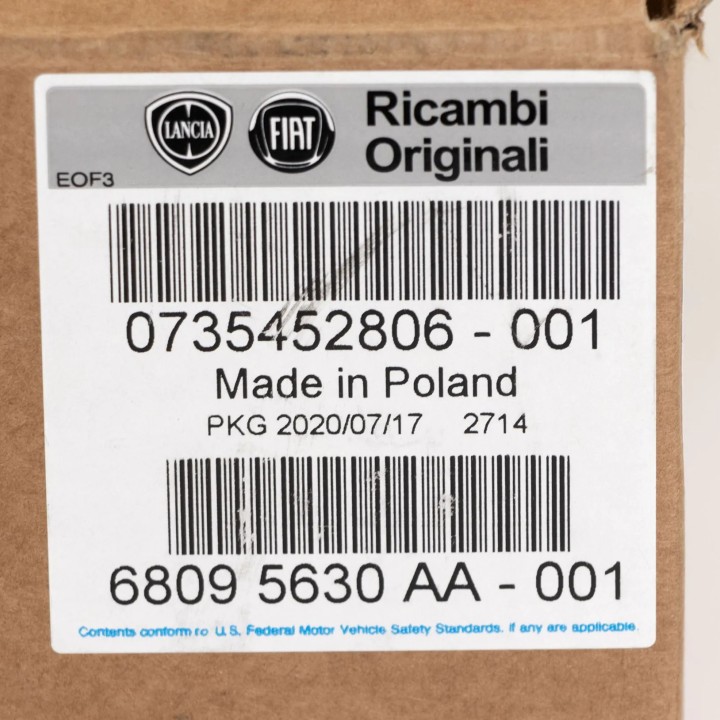 LANCIA FIAT Ricambi
Originali
EOF3
0735452806 - 001
Made in Poland
PKG 2020/07/17 2714
6809 5630 AA - 001
Contents conform ro U.S. Federal Motor Vehicle Safety Standards. if any are applicable.